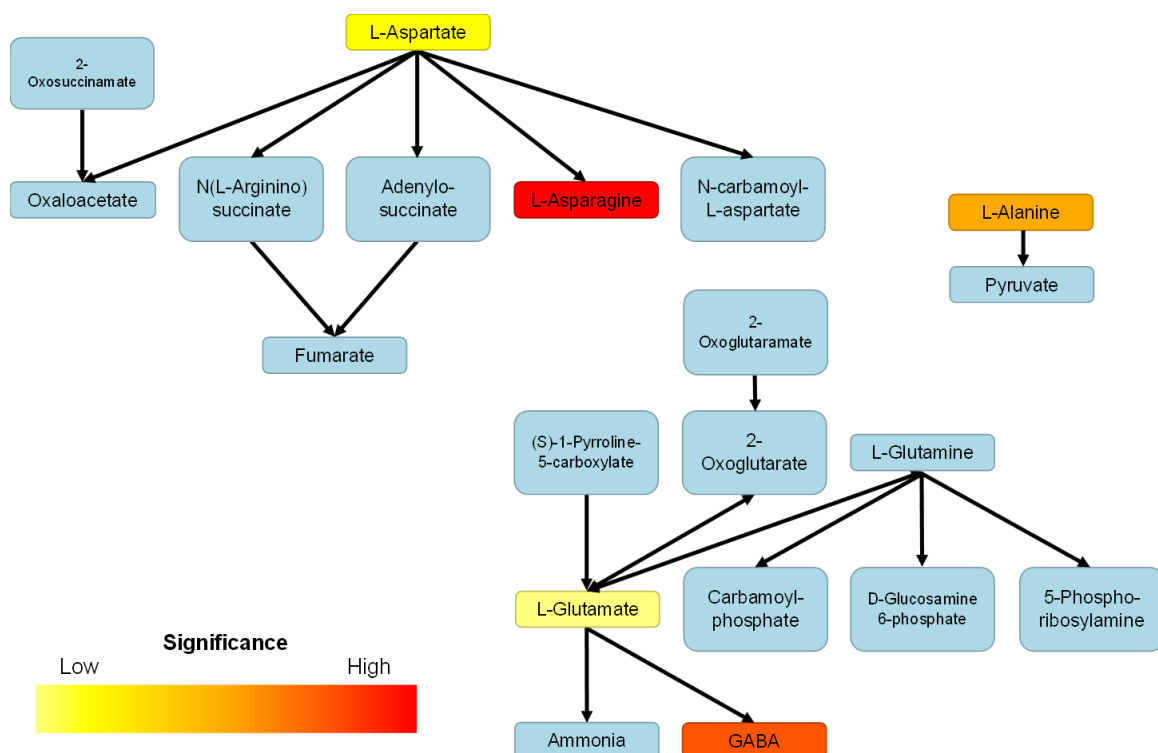 L-Aspartate
2-
Oxosuccinamate
Oxaloacetate
N(L-Arginino)
succinate
Adenylo-
succinate
L-Asparagine
N-carbamoyl-
L-aspartate
L-Alanine
Pyruvate
Fumarate
2-
Oxoglutaramate
(S)-1-Pyrroline-
5-carboxylate
2-
Oxoglutarate
L-Glutamine
L-Glutamate
Carbamoyl-
phosphate
D-Glucosamine
6-phosphate
5-Phospho-
ribosylamine
Significance
Low
High
Ammonia
GABA